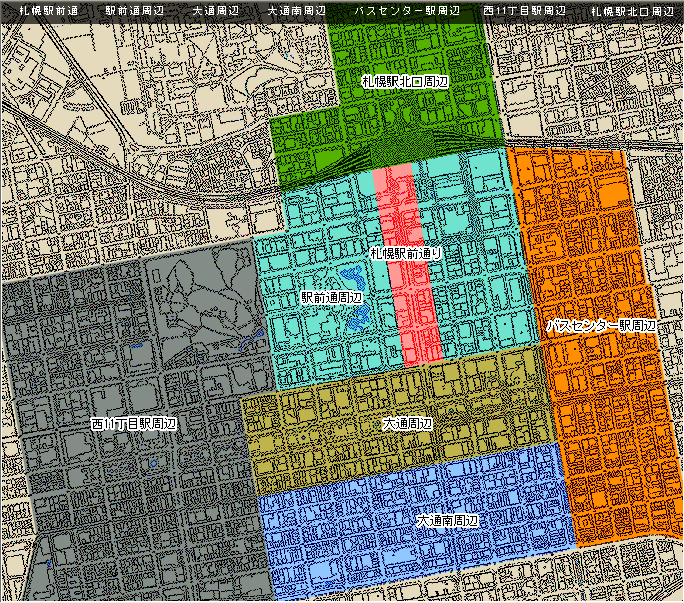 札幌駅前通 駅前通周辺 大通周辺 大通南周辺 バスセンター駅周辺 西11丁目駅周辺 札幌駅北口周辺
札幌駅北口周辺
札幌駅前通り
駅前通周辺
バスセンター駅周辺
西11丁目駅周辺
大通周辺
大通南周辺